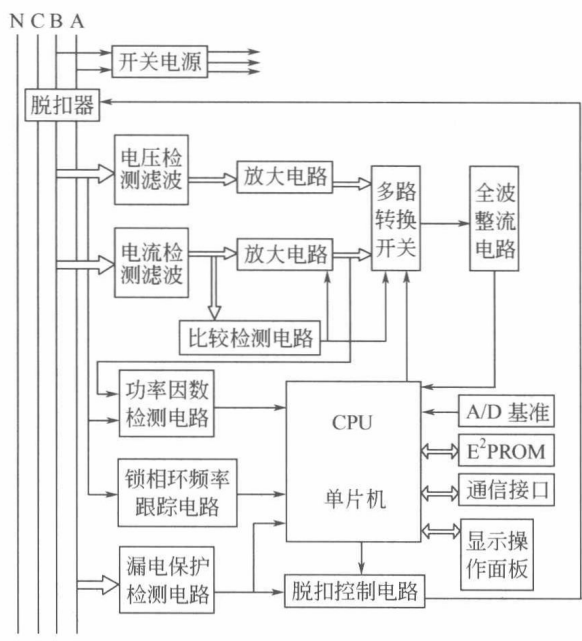 N C B A
开关电源
脱扣器
电压检
测滤波
放大电路
多路
转换
开关
全波
整流
电路
电流检
测滤波
放大电路
比较检测电路
功率因数
检测电路
CPU
单片机
A/D 基准
E²PROM
通信接口
显示操
作面板
锁相环频率
跟踪电路
漏电保护
检测电路
脱扣控制电路